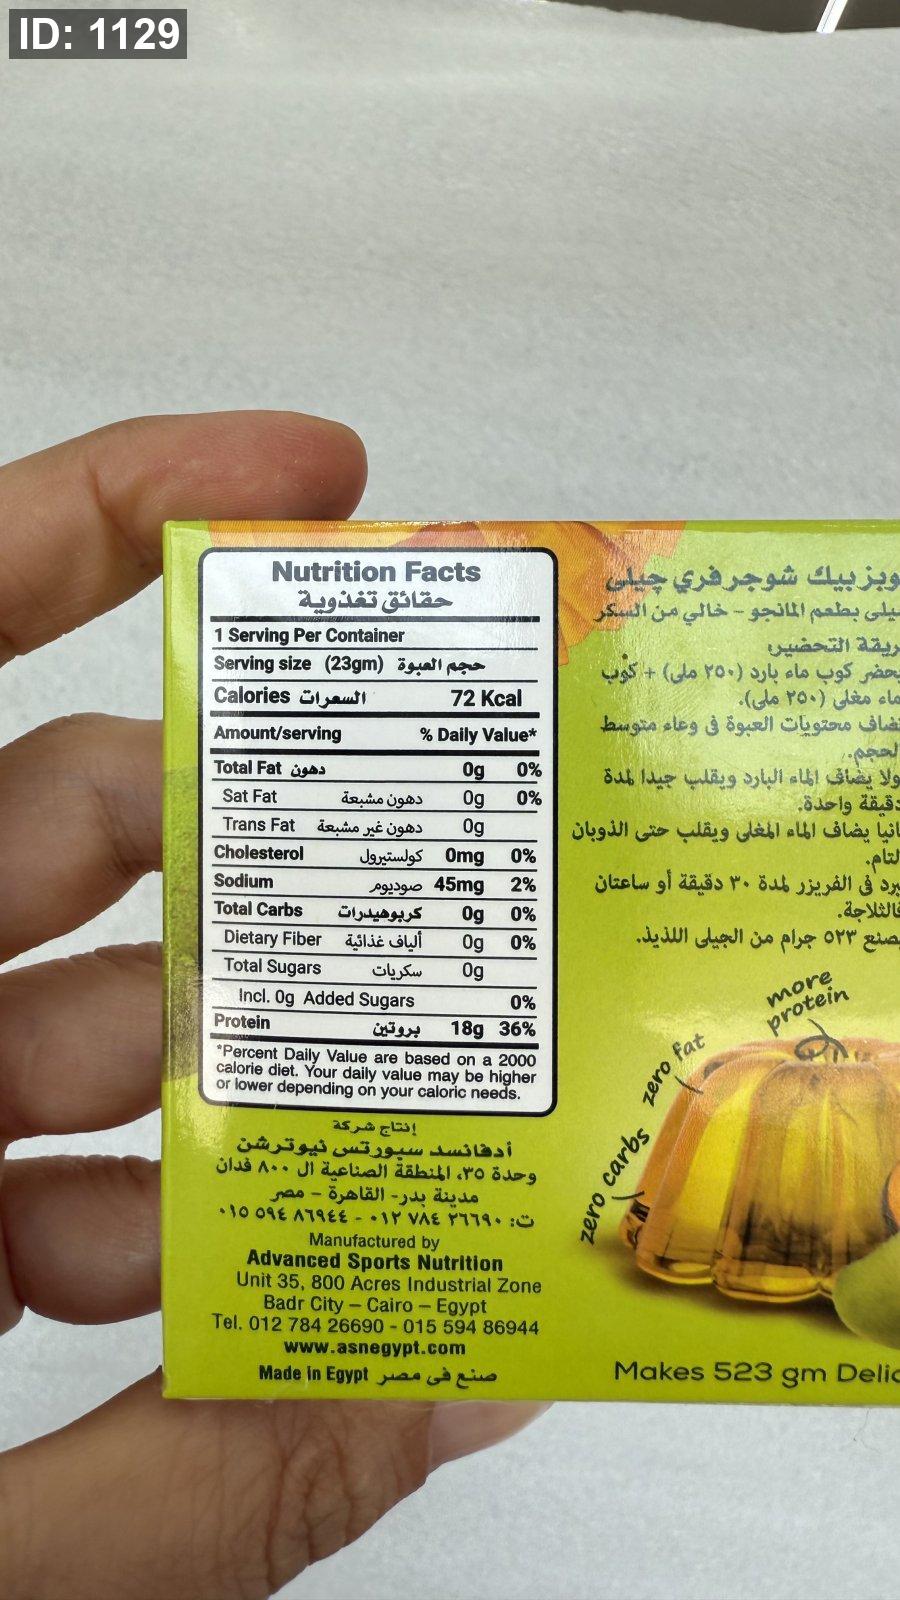 ID: 1129
Nutrition Facts
حقائق تغذوية
1 Serving Per Container
Serving size (23gm) حجم العبوة
Calories السعرات 72 Kcal
Amount/serving % Daily Value*
Total Fat دهون 0g 0%
Sat Fat دهون مشبعة 0g 0%
Trans Fat دهون غير مشبعة 0g
Cholesterol كولستيرول 0mg 0%
Sodium صوديوم 45mg 2%
Total Carbs كربوهيدرات 0g 0%
Dietary Fiber ألياف غذائية 0g 0%
Total Sugars سكريات 0g
Incl. 0g Added Sugars 0%
Protein بروتين 18g 36%
*Percent Daily Value are based on a 2000
calorie diet. Your daily value may be higher
or lower depending on your caloric needs.
إنتاج شركة
أدفانسد سبورتس نيوترشن
وحدة ٣٥، المنطقة الصناعية ال ٨٠٠ فدان
مدينة بدر- القاهرة - مصر
ت: ٠١٢ ٧٨٤ ٢٦٦٩٠ - ٠١٥ ٥٩٤ ٨٦٩٤٤
Manufactured by
Advanced Sports Nutrition
Unit 35, 800 Acres Industrial Zone
Badr City – Cairo – Egypt
Tel. 012 784 26690 - 015 594 86944
www.asnegypt.com
Made in Egypt صنع فى مصر
بيك شوجر فري چيلى
بطعم المانجو - خالي من السكر
التحضير:
كوب ماء بارد (٢٥٠ ملى) + كوب
ماء مغلى (٢٥٠ ملى).
تضاف محتويات العبوة فى وعاء متوسط
الحجم.
ولا يضاف الماء البارد ويقلب جيدا لمدة
دقيقة واحدة.
يضاف الماء المغلى ويقلب حتى الذوبان
التام.
فى الفريزر لمدة ٣٠ دقيقة أو ساعتان
يصنع ٥٢٣ جرام من الجيلى اللذيذ.
more
protein
zero fat
zero carbs
Makes 523 gm